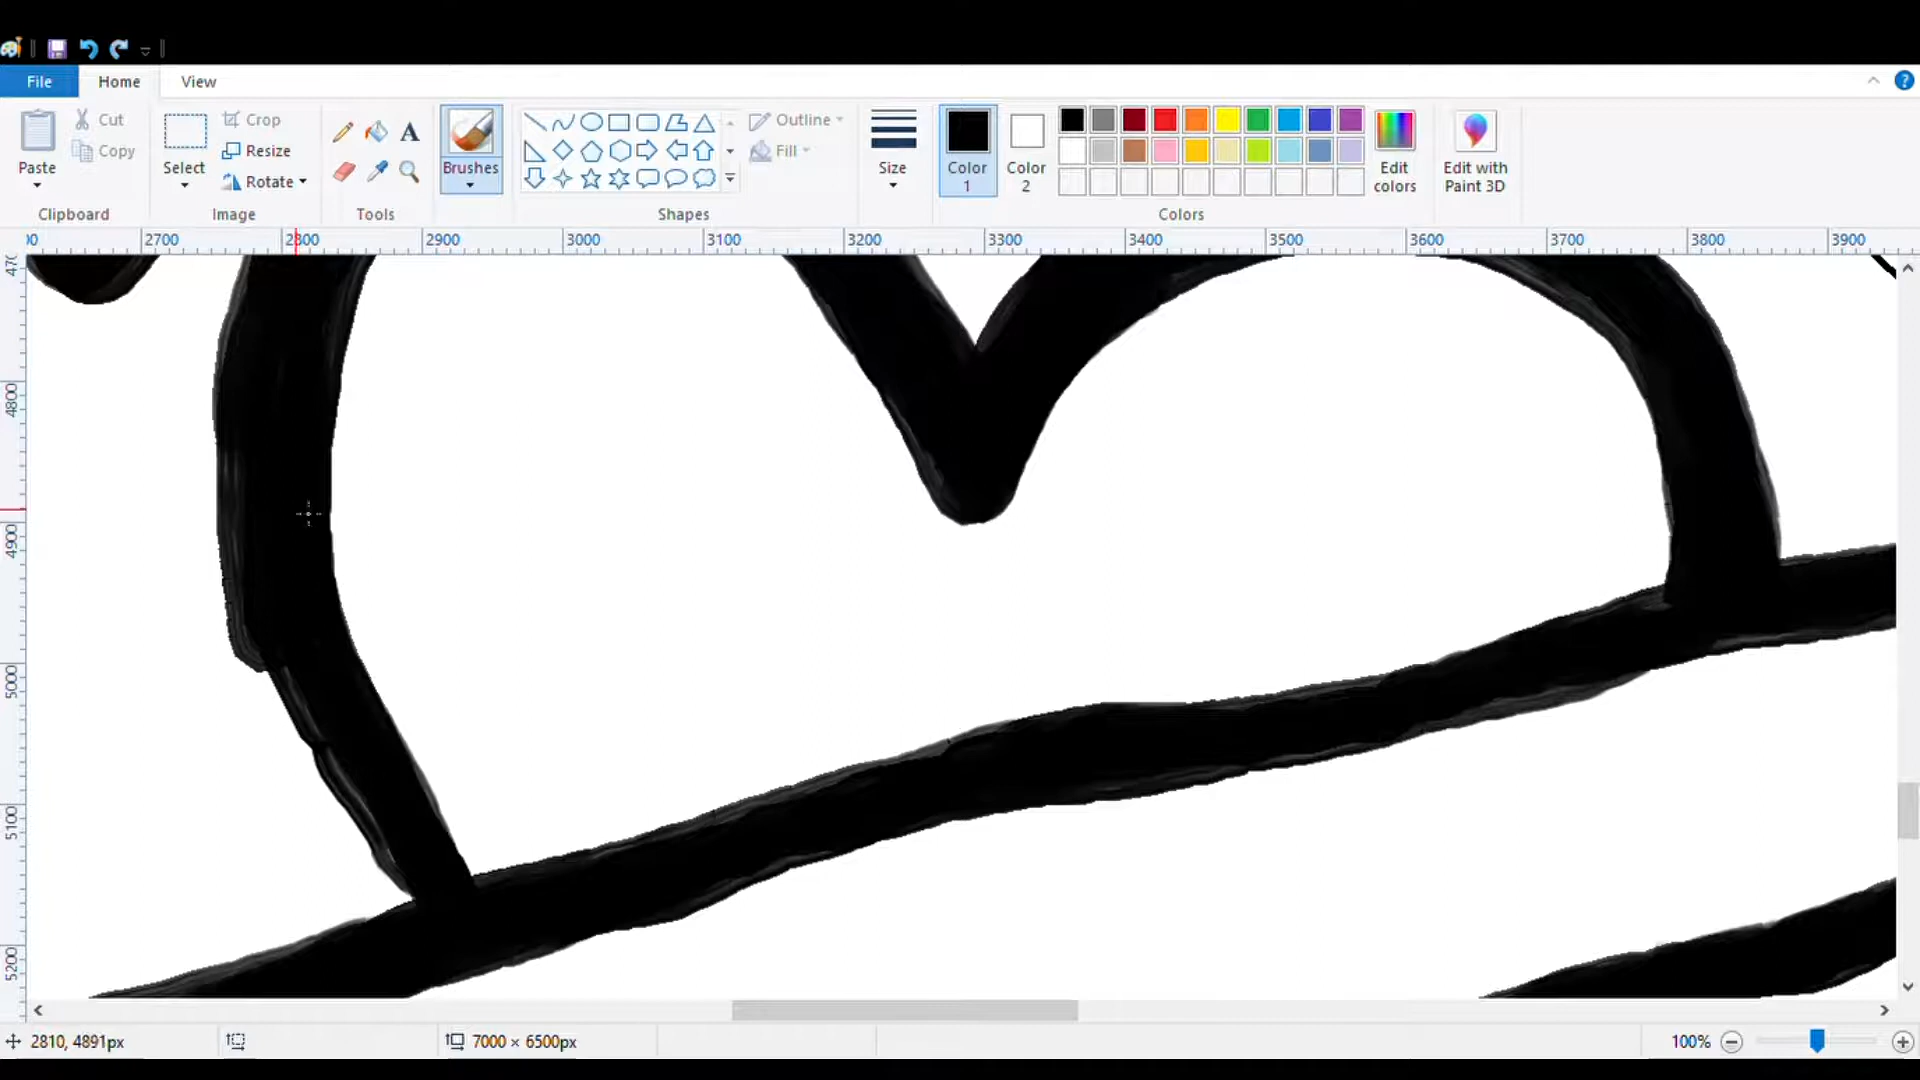 File Home View
Paste Cut Copy Select Crop Resize Rotate Brushes Outline Fill Size Color 1 Color 2 Edit colors Edit with Paint 3D
Clipboard Image Tools Shapes Colors
2700 2800 2900 3000 3100 3200 3300 3400 3500 3600 3700 3800 3900
4800
4900
5000
5100
5200
2810, 4891px 7000 × 6500px 100%